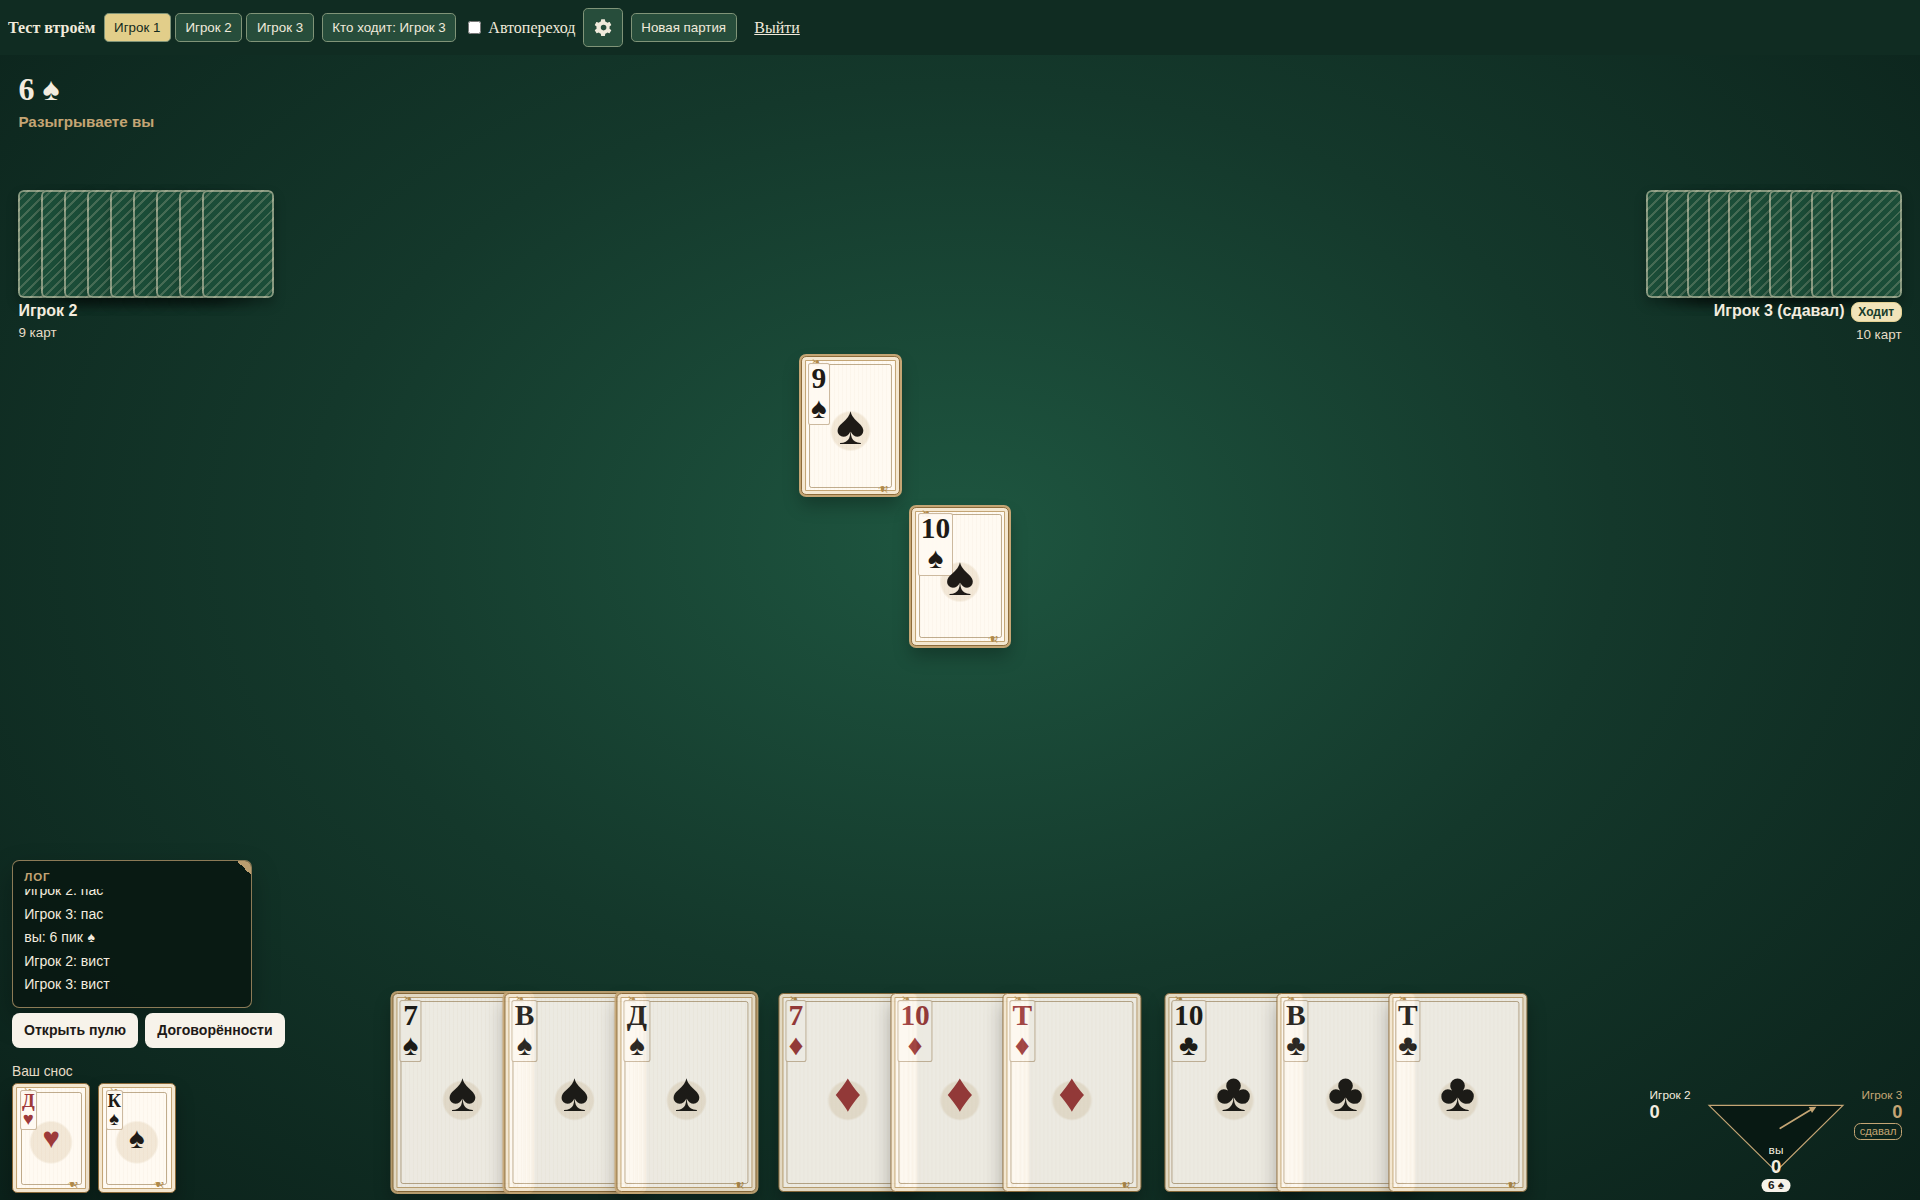 Тест втроём Игрок 1 Игрок 2 Игрок 3 Кто ходит: Игрок 3 Автопереход Новая партия Выйти
6 ♠
Разыгрываете вы
Игрок 2
9 карт
Игрок 3 (сдавал) Ходит
10 карт
9
♠
10
♠
ЛОГ
Игрок 2: пас
Игрок 3: пас
вы: 6 пик ♠
Игрок 2: вист
Игрок 3: вист
Открыть пулю Договорённости
Ваш снос
Д
♥
К
♠
7 В Д 7 10 Т 10 В Т
♠ ♠ ♠ ♦ ♦ ♦ ♣ ♣ ♣
Игрок 2
0
Игрок 3
0
сдавал
вы
0
6 ♠